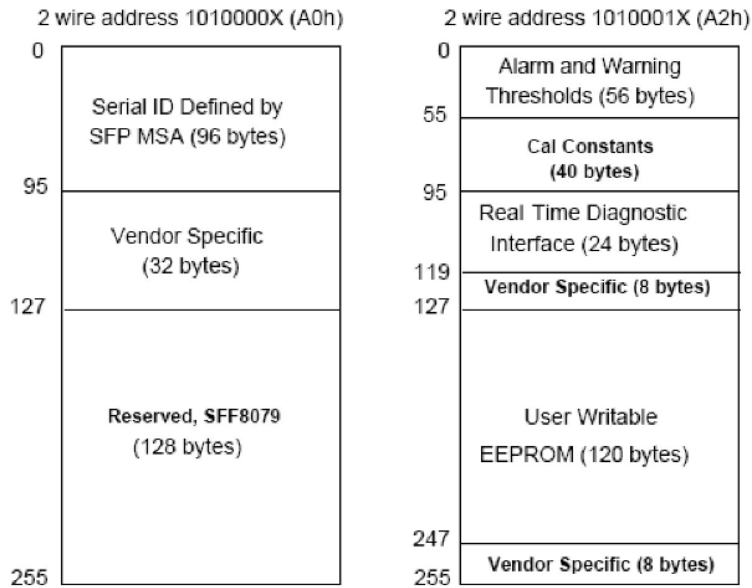 2 wire address 1010000X (A0h)
0
Serial ID Defined by
SFP MSA (96 bytes)
95
Vendor Specific
(32 bytes)
127
Reserved, SFF8079
(128 bytes)
255
2 wire address 1010001X (A2h)
0
Alarm and Warning
Thresholds (56 bytes)
55
Cal Constants
(40 bytes)
95
Real Time Diagnostic
Interface (24 bytes)
119
Vendor Specific (8 bytes)
127
User Writable
EEPROM (120 bytes)
247
Vendor Specific (8 bytes)
255